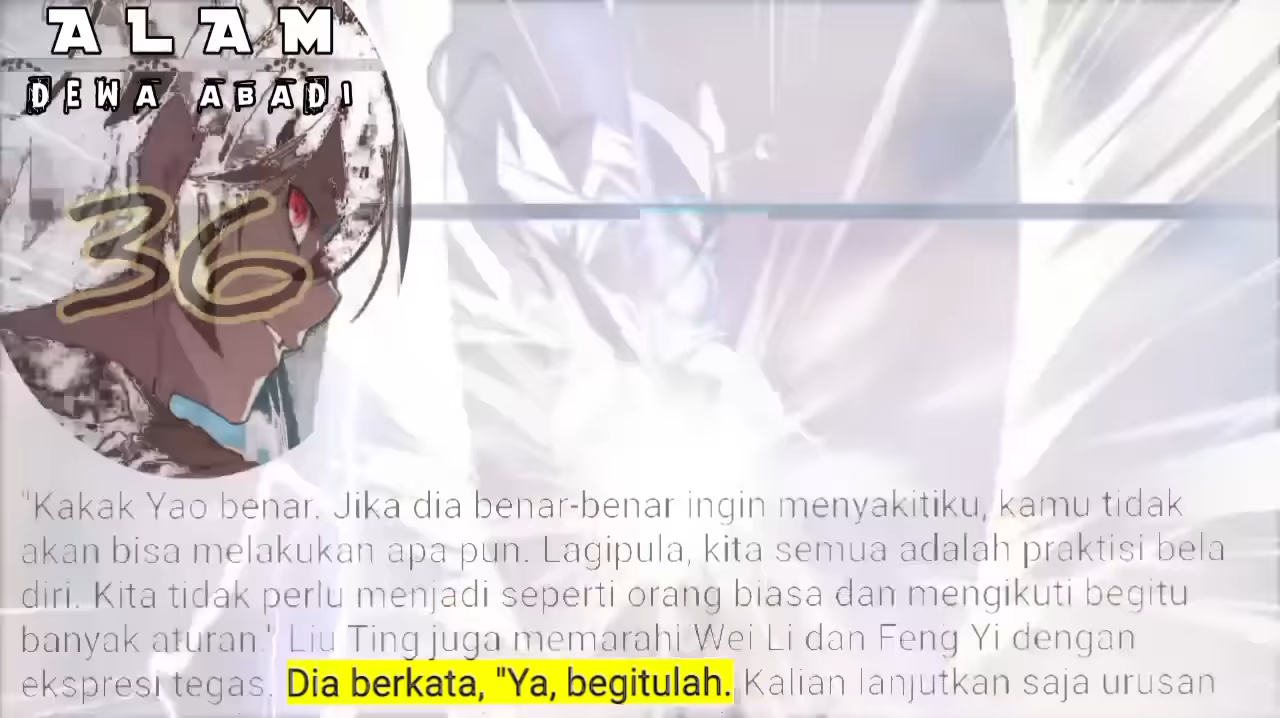 ALAM
DEWA ABADI
36
"Kakak Yao benar. Jika dia benar-benar ingin menyakitiku, kamu tidak
akan bisa melakukan apa pun. Lagipula, kita semua adalah praktisi bela
diri. Kita tidak perlu menjadi seperti orang biasa dan mengikuti begitu
banyak aturan." Liu Ting juga memarahi Wei Li dan Feng Yi dengan
ekspresi tegas. Dia berkata, "Ya, begitulah. Kalian lanjutkan saja urusan